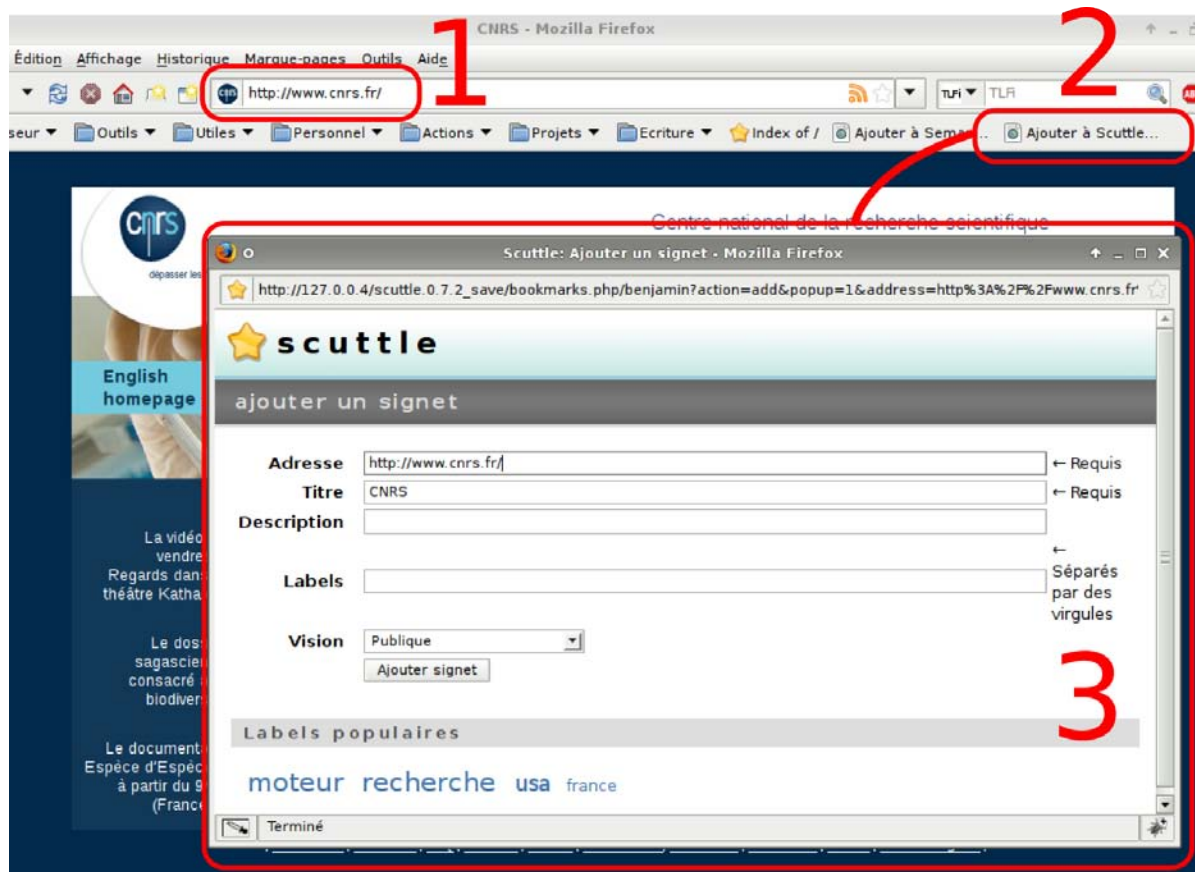 CNRS - Mozilla Firefox
Édition Affichage Historique Marque-pages Outils Aide
1
2
http://www.cnrs.fr/
TLFi TLFi
seur Outils Utiles Personnel Actions Projets Ecriture Index of / Ajouter à Ajouter à Scuttle...
cnrs
Centre national de la recherche scientifique
dépasser les
English
homepage
Scuttle: Ajouter un signet - Mozilla Firefox
http://127.0.0.4/scuttle.0.7.2_save/bookmarks.php/benjamin?action=add&popup=1&address=http%3A%2F%2Fwww.cnrs.fr
scuttle
ajouter un signet
Adresse http://www.cnrs.fr/ ← Requis
Titre CNRS ← Requis
Description
Labels
←
Séparés
par des
virgules
Vision Publique
Ajouter signet
3
Labels populaires
moteur recherche usa france
Terminé
La vidéo
vendre
Regards dans
théâtre Katha
Le doss
sagascien
consacré
biodivers
Le documenta
Espèce d'Espèc
à partir du 9
(France